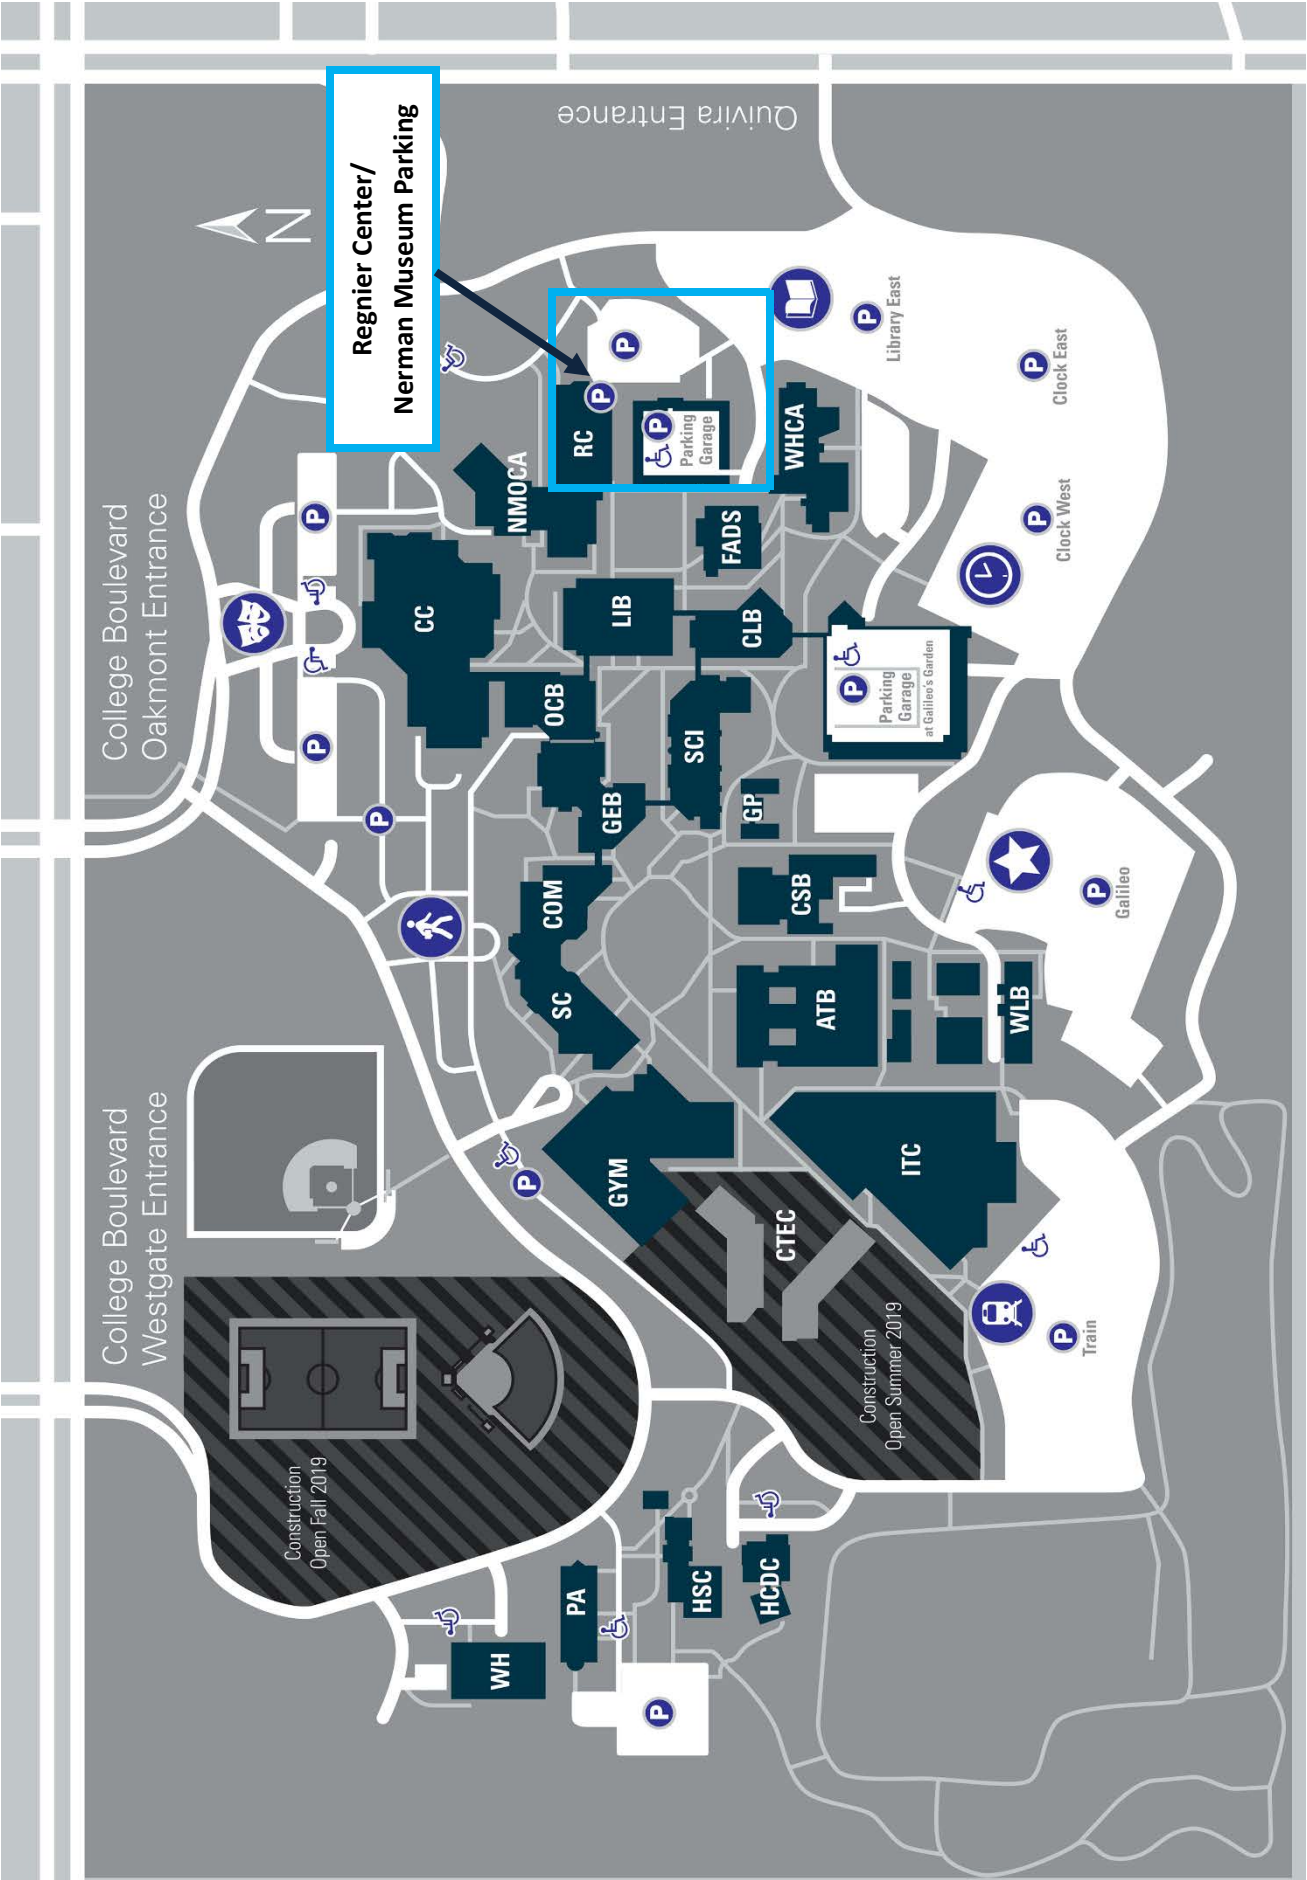 Quivira Entrance
Regnier Center/
Nerman Museum Parking
N
College Boulevard
Oakmont Entrance
College Boulevard
Westgate Entrance
P
P
P
P
RC
P
P
Parking
Garage
NMOCA
WHCA
P
Library East
P
Clock East
P
Clock West
FADS
CC
LIB
CLB
P
Parking
Garage
at Galileo's Garden
OCB
SCI
GEB
GP
COM
CSB
P
Galileo
SC
ATB
WLB
P
GYM
ITC
CTEC
Construction
Open Summer 2019
P
Train
Construction
Open Fall 2019
PA
HSC
HCDC
WH
P